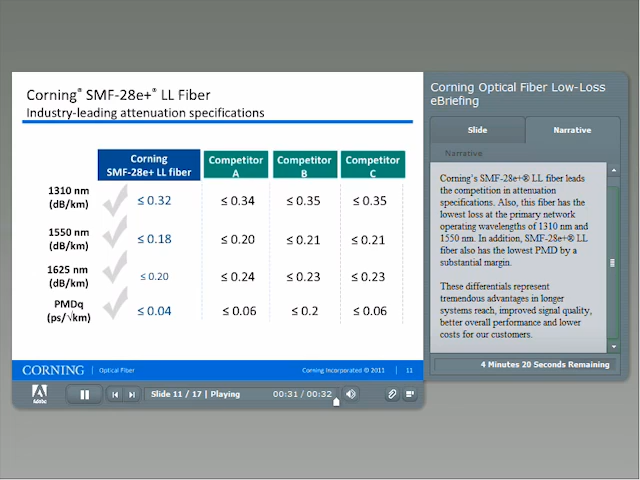 Corning® SMF-28e+® LL Fiber
Industry-leading attenuation specifications
Corning SMF-28e+ LL fiber Competitor A Competitor B Competitor C
1310 nm (dB/km) ≤ 0.32 ≤ 0.34 ≤ 0.35 ≤ 0.35
1550 nm (dB/km) ≤ 0.18 ≤ 0.20 ≤ 0.21 ≤ 0.21
1625 nm (dB/km) ≤ 0.20 ≤ 0.24 ≤ 0.23 ≤ 0.23
PMDq (ps/√km) ≤ 0.04 ≤ 0.06 ≤ 0.2 ≤ 0.06
CORNING | Optical Fiber Corning Incorporated © 2011 | 11
Adobe Slide 11 / 17 | Playing 00:31 / 00:32
Corning Optical Fiber Low-Loss
eBriefing
Slide Narrative
Narrative
Corning's SMF-28e+® LL fiber leads
the competition in attenuation
specifications. Also, this fiber has the
lowest loss at the primary network
operating wavelengths of 1310 nm and
1550 nm. In addition, SMF-28e+® LL
fiber also has the lowest PMD by a
substantial margin.
These differentials represent
tremendous advantages in longer
systems reach, improved signal quality,
better overall performance and lower
costs for our customers.
4 Minutes 20 Seconds Remaining